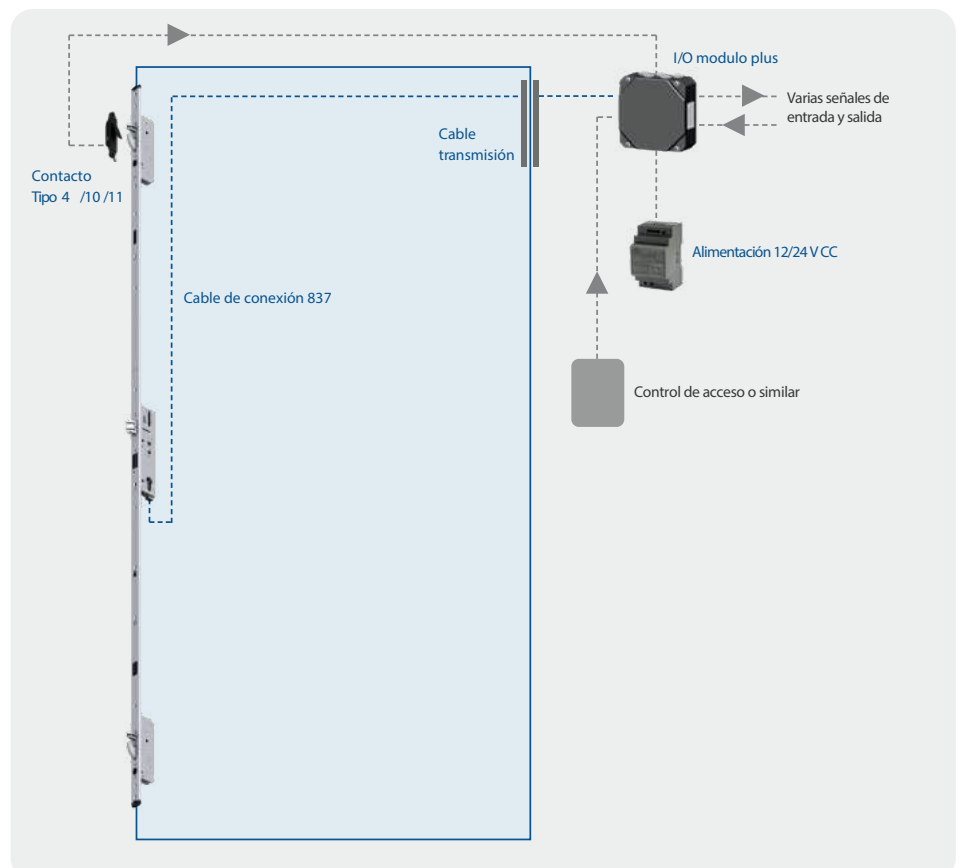 I/O modulo plus
Varias señales de
entrada y salida
Cable
transmisión
Contacto
Tipo 4 /10 /11
Alimentación 12/24 V CC
Cable de conexión 837
Control de acceso o similar